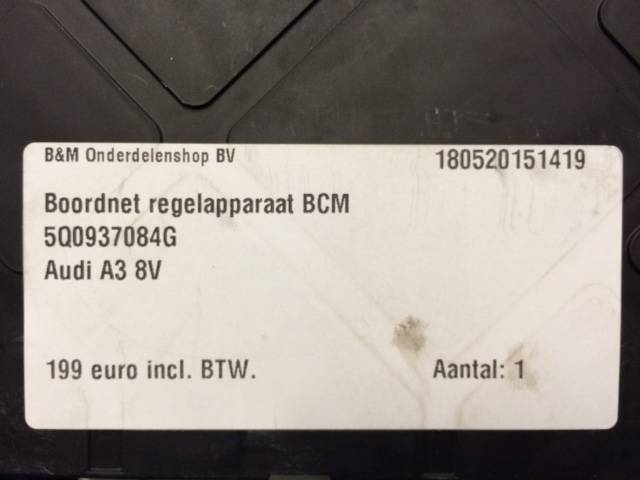 B&M Onderdelenshop BV 180520151419
Boordnet regelapparaat BCM
5Q0937084G
Audi A3 8V
199 euro incl. BTW. Aantal: 1